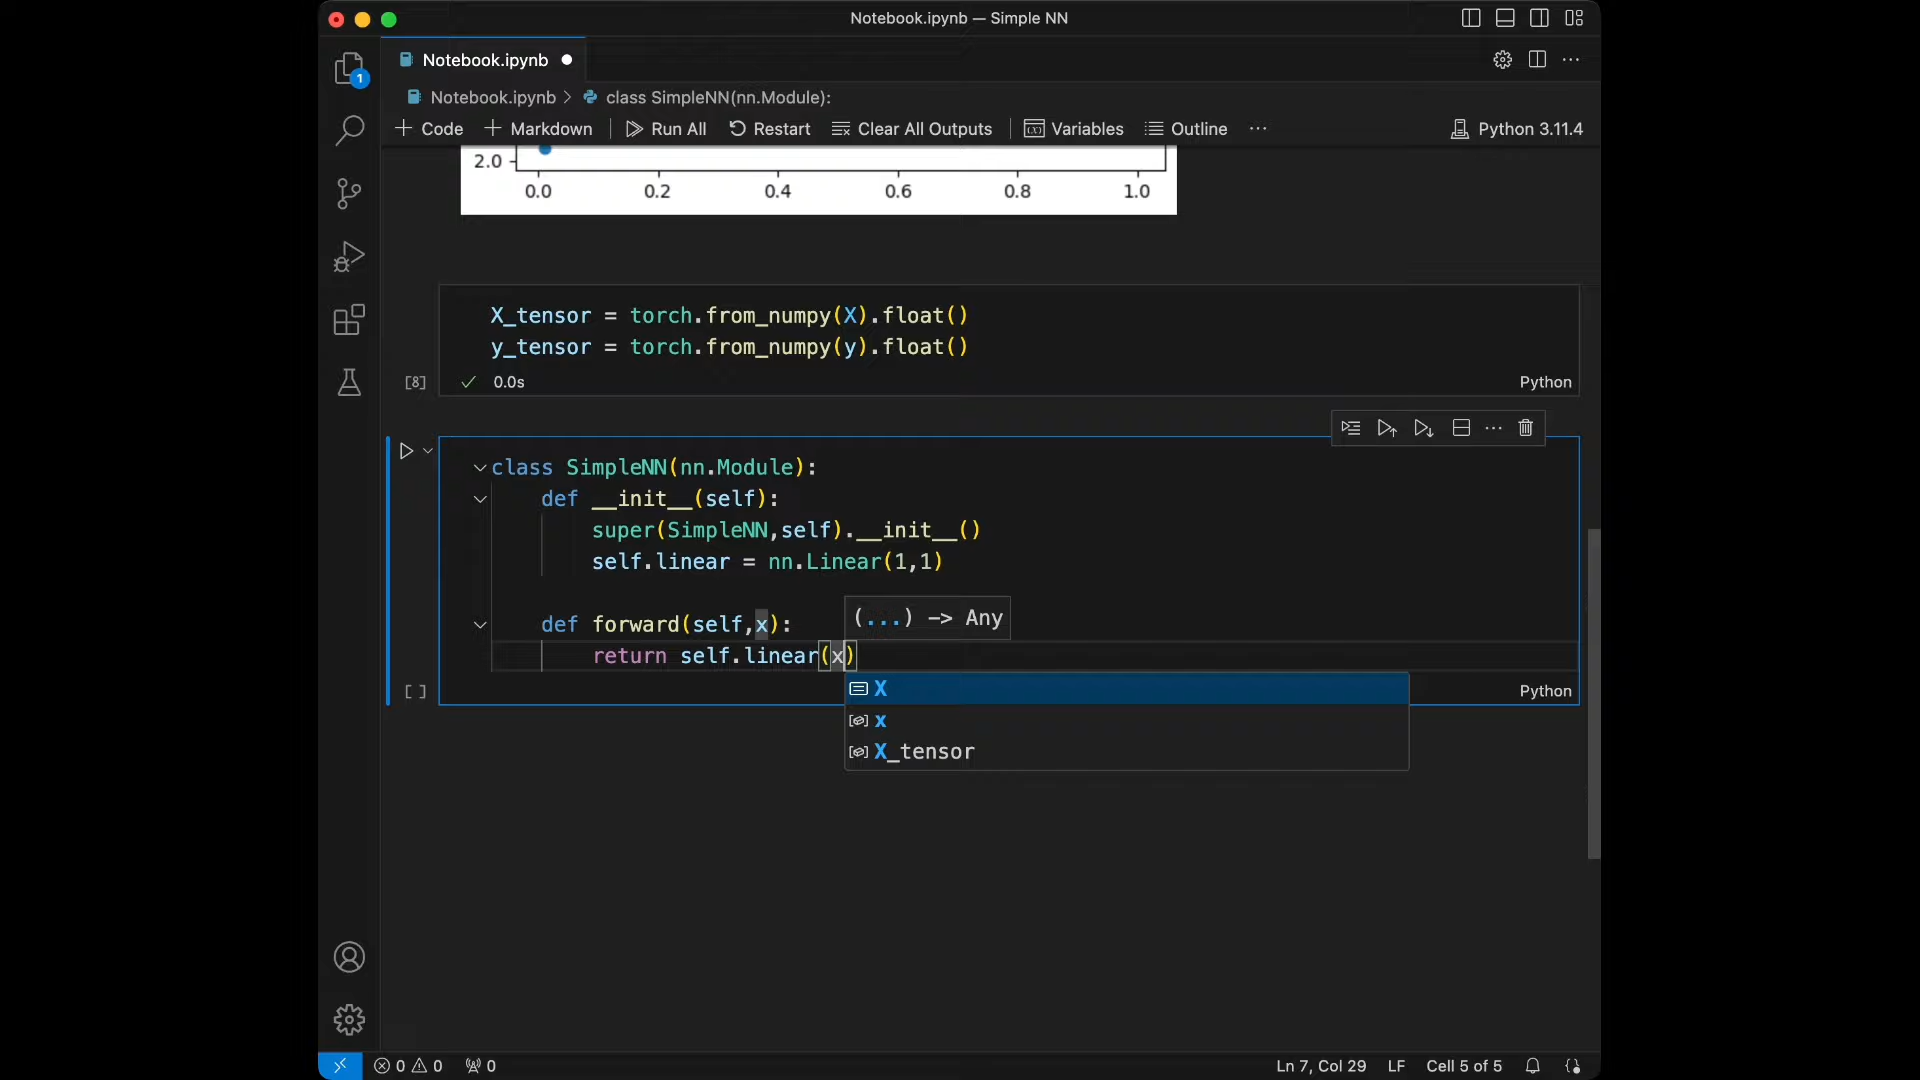 Notebook.ipynb — Simple NN
Notebook.ipynb
1
Notebook.ipynb > class SimpleNN(nn.Module):
Code Markdown Run All Restart Clear All Outputs Variables Outline ··· Python 3.11.4
2.0
0.0 0.2 0.4 0.6 0.8 1.0
X_tensor = torch.from_numpy(X).float()
y_tensor = torch.from_numpy(y).float()
[8] ✓ 0.0s Python
class SimpleNN(nn.Module):
def __init__(self):
super(SimpleNN,self).__init__()
self.linear = nn.Linear(1,1)
def forward(self,x):
(...) -> Any
return self.linear(x)
[ ] Python
X
x
X_tensor
0 0 0 Ln 7, Col 29 LF Cell 5 of 5